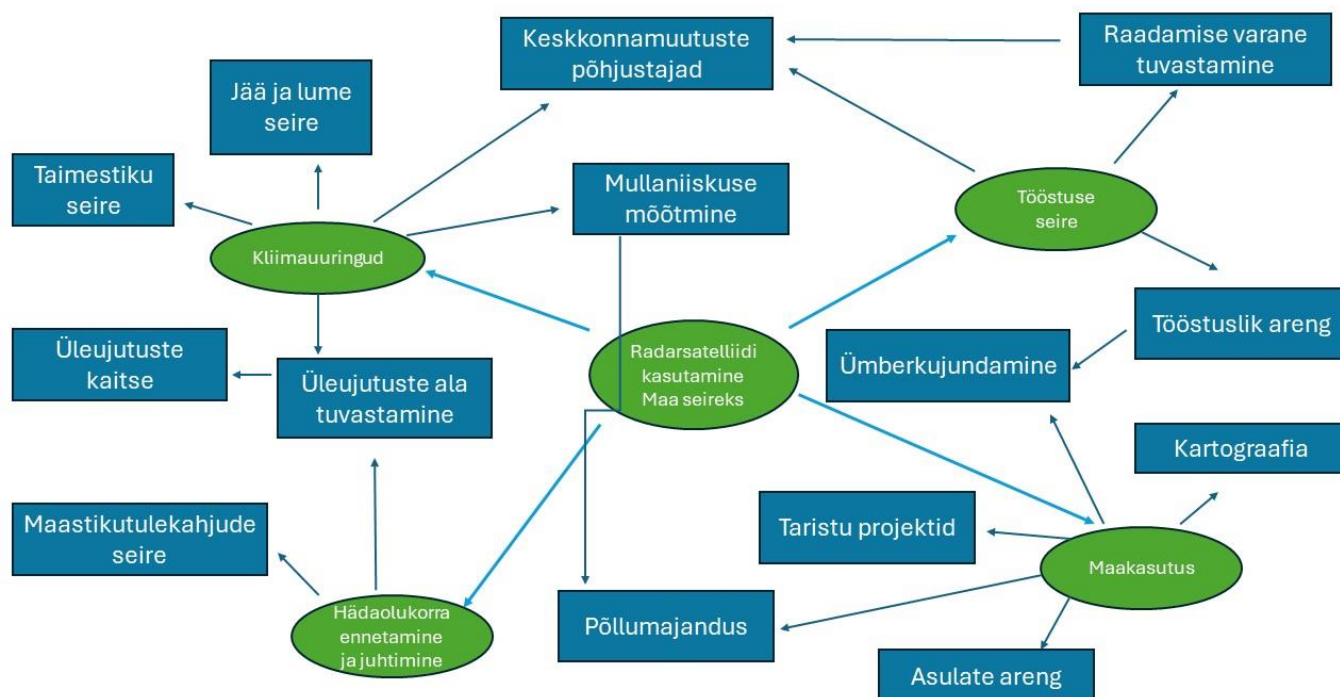 Keskkonnamuutuste
põhjustajad
Raadamise varane
tuvastamine
Jää ja lume
seire
Taimestiku
seire
Mullaniiskuse
mõõtmine
Tööstuse
seire
Kliimauuringud
Tööstuslik areng
Üleujutuste
kaitse
Üleujutuste ala
tuvastamine
Radarsatelliidi
kasutamine
Maa seireks
Ümberkujundamine
Kartograafia
Maastikutulekahjude
seire
Taristu projektid
Maakasutus
Hädaolukorra
ennetamine
ja juhtimine
Põllumajandus
Asulate areng